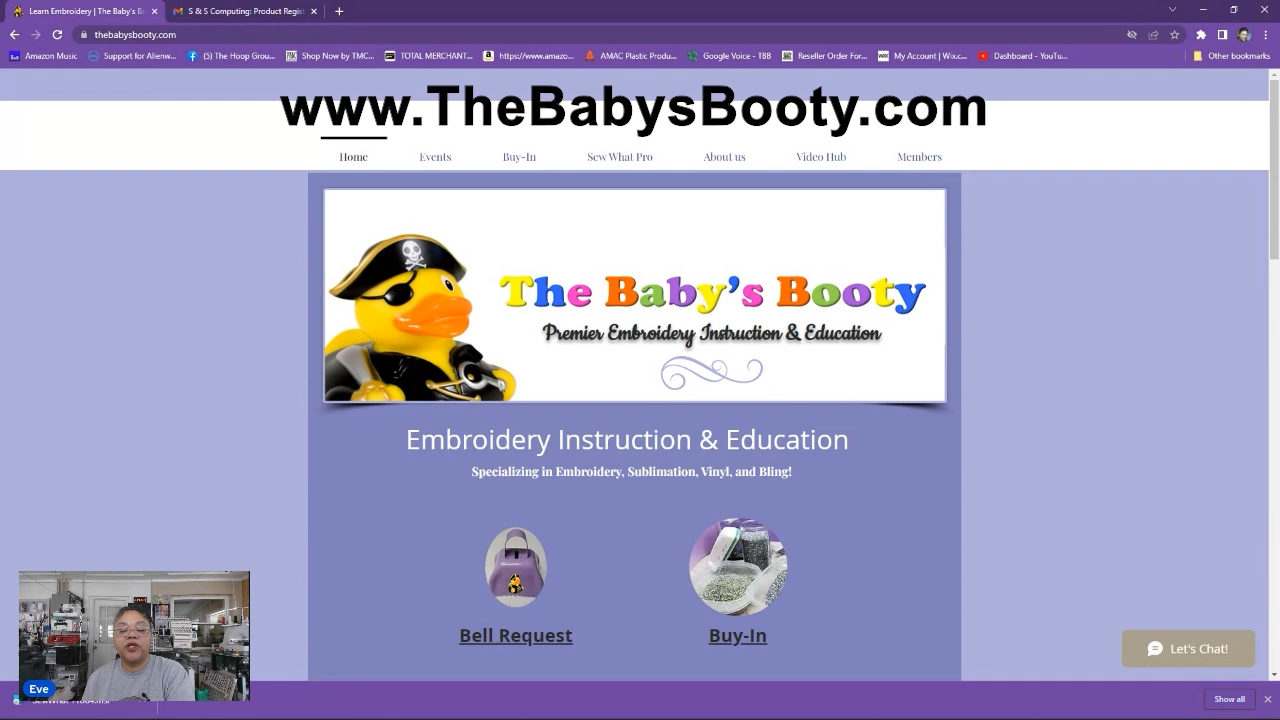 Learn Embroidery | The Baby's B
S & S Computing: Product Regist
thebabysbooty.com
Amazon Music
Support for Alienw...
(5) The Hoop Grou...
Shop Now by TMC...
TOTAL MERCHANT...
https://www.amazo...
AMAC Plastic Produ...
Google Voice - TBB
Reseller Order For...
My Account | Wix.c...
Dashboard - YouTu...
Other bookmarks
www.TheBabysBooty.com
Home
Events
Buy-In
Sew What Pro
About us
Video Hub
Members
The Baby's Booty
Premier Embroidery Instruction & Education
Embroidery Instruction & Education
Specializing in Embroidery, Sublimation, Vinyl, and Bling!
Bell Request
Buy-In
Let's Chat!
Eve
Show all